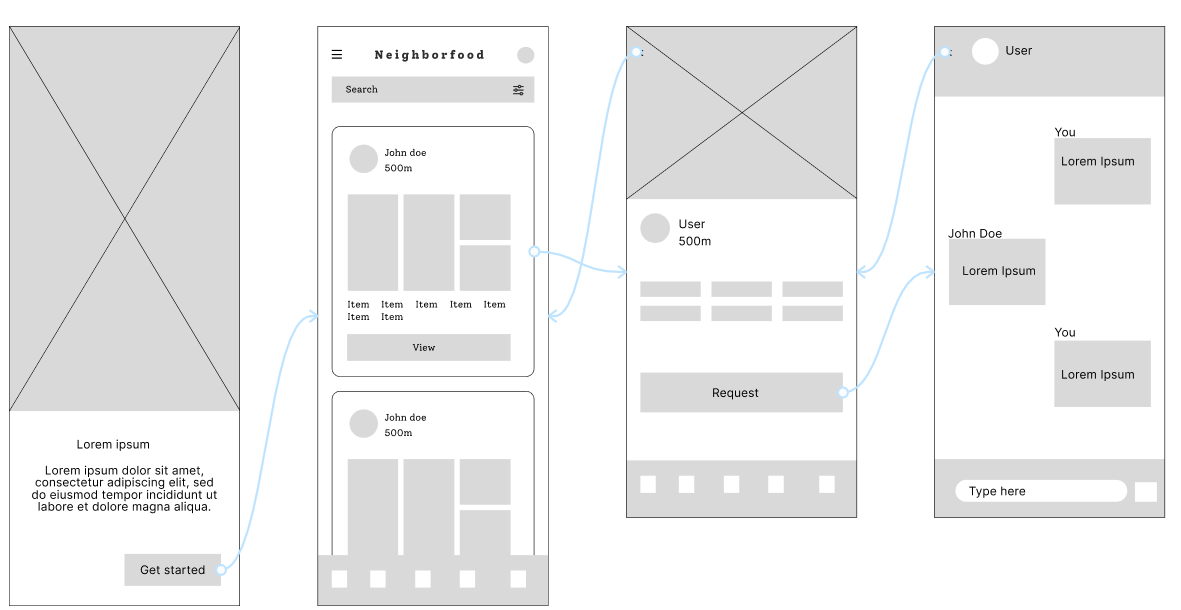 Lorem ipsum
Lorem ipsum dolor sit amet,
consectetur adipiscing elit, sed
do eiusmod tempor incididunt ut
labore et dolore magna aliqua.
Get started
Neighborfood
Search
John doe
500m
Item Item Item Item Item
Item Item
View
John doe
500m
User
500m
Request
User
You
Lorem Ipsum
John Doe
Lorem Ipsum
You
Lorem Ipsum
Type here